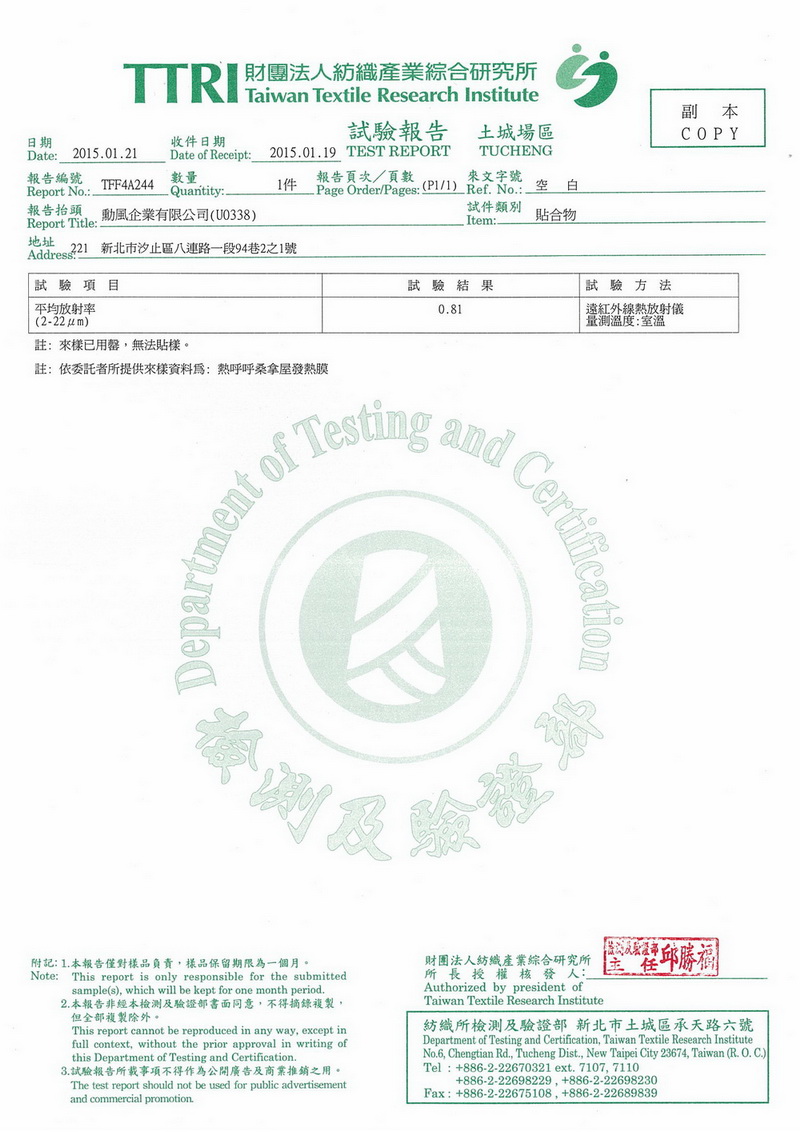 TTRI 財團法人紡織產業綜合研究所
Taiwan Textile Research Institute
副 本
COPY
試驗報告 土城場區
TEST REPORT TUCHENG
日期
Date: 2015.01.21
收件日期
Date of Receipt: 2015.01.19
報告編號
Report No.: TFF4A244
數量
Quantity: 1件
報告頁次／頁數
Page Order/Pages: (P1/1)
來文字號
Ref. No.: 空 白
報告抬頭
Report Title: 勳風企業有限公司(U0338)
試件類別
Item: 貼合物
地址
Address: 221 新北市汐止區八連路一段94巷2之1號
試 驗 項 目 試 驗 結 果 試 驗 方 法
平均放射率 0.81 遠紅外線熱放射儀
(2-22μm) 量測溫度:室溫
註: 來樣已用罄，無法貼樣。
註: 依委託者所提供來樣資料為: 熱呼呼桑拿屋發熱膜
Department of Testing and Certification
檢測及驗證部
附記: 1.本報告僅對樣品負責，樣品保留期限為一個月。
Note: This report is only responsible for the submitted
sample(s), which will be kept for one month period.
2.本報告非經本檢測及驗證部書面同意，不得摘錄複製，
但全部複製除外。
This report cannot be reproduced in any way, except in
full context, without the prior approval in writing of
this Department of Testing and Certification.
3.試驗報告所載事項不得作為公開廣告及商業推銷之用。
The test report should not be used for public advertisement
and commercial promotion.
財團法人紡織產業綜合研究所
所長授權核發人:
Authorized by president of
Taiwan Textile Research Institute
檢測及驗證部
主 任 邱勝福
紡織所檢測及驗證部 新北市土城區承天路六號
Department of Testing and Certification, Taiwan Textile Research Institute
No.6, Chengtian Rd., Tucheng Dist., New Taipei City 23674, Taiwan (R. O. C.)
Tel : +886-2-22670321 ext. 7107, 7110
+886-2-22698229 , +886-2-22698230
Fax : +886-2-22675108 , +886-2-22689839